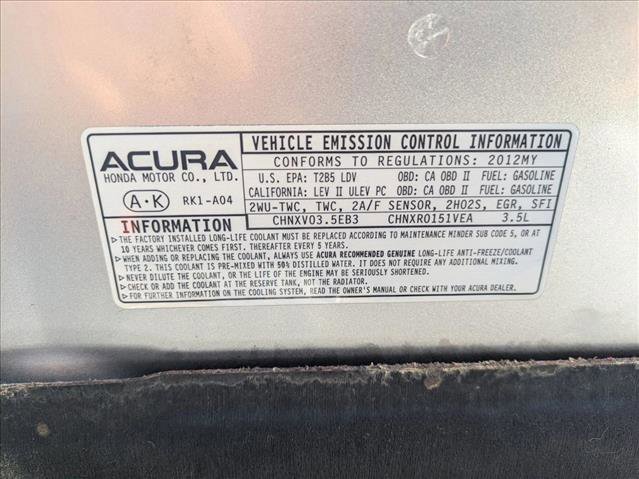 ACURA
HONDA MOTOR CO., LTD.
A·K RK1-A04
VEHICLE EMISSION CONTROL INFORMATION
CONFORMS TO REGULATIONS: 2012MY
U.S. EPA: T2B5 LDV OBD: CA OBD II FUEL: GASOLINE
CALIFORNIA: LEV II ULEV PC OBD: CA OBD II FUEL: GASOLINE
2WU-TWC, TWC, 2A/F SENSOR, 2HO2S, EGR, SFI
CHNXV03.5EB3 CHNXR0151VEA 3.5L
INFORMATION
▷THE FACTORY INSTALLED LONG-LIFE COOLANT MUST BE REPLACED ACCORDING TO MAINTENANCE MINDER SUB CODE 5, OR AT
10 YEARS WHICHEVER COMES FIRST. THEREAFTER EVERY 5 YEARS.
▷WHEN ADDING OR REPLACING THE COOLANT, ALWAYS USE ACURA RECOMMENDED GENUINE LONG-LIFE ANTI-FREEZE/COOLANT
TYPE 2. THIS COOLANT IS PRE-MIXED WITH 50% DISTILLED WATER. IT DOES NOT REQUIRE ANY ADDITIONAL MIXING.
▷NEVER DILUTE THE COOLANT, OR THE LIFE OF THE ENGINE MAY BE SERIOUSLY SHORTENED.
▷CHECK OR ADD THE COOLANT AT THE RESERVE TANK, NOT THE RADIATOR.
▷FOR FURTHER INFORMATION ON THE COOLING SYSTEM, READ THE OWNER'S MANUAL OR CHECK WITH YOUR ACURA DEALER.